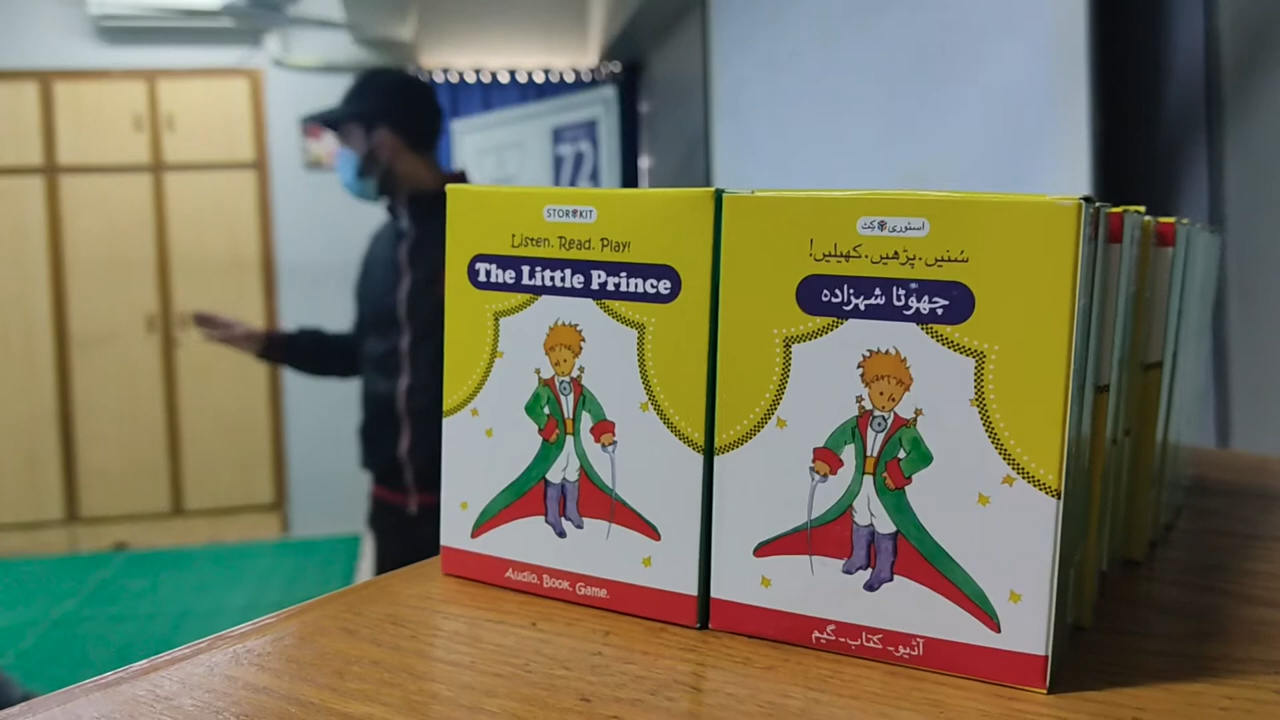 STORYKIT
Listen. Read. Play!
The Little Prince
Audio. Book. Game.
اسٹوری کِٹ
سُنیں. پڑھیں. کھیلیں!
چھوٹا شہزادہ
آڈیو۔ کتاب۔ گیم
72